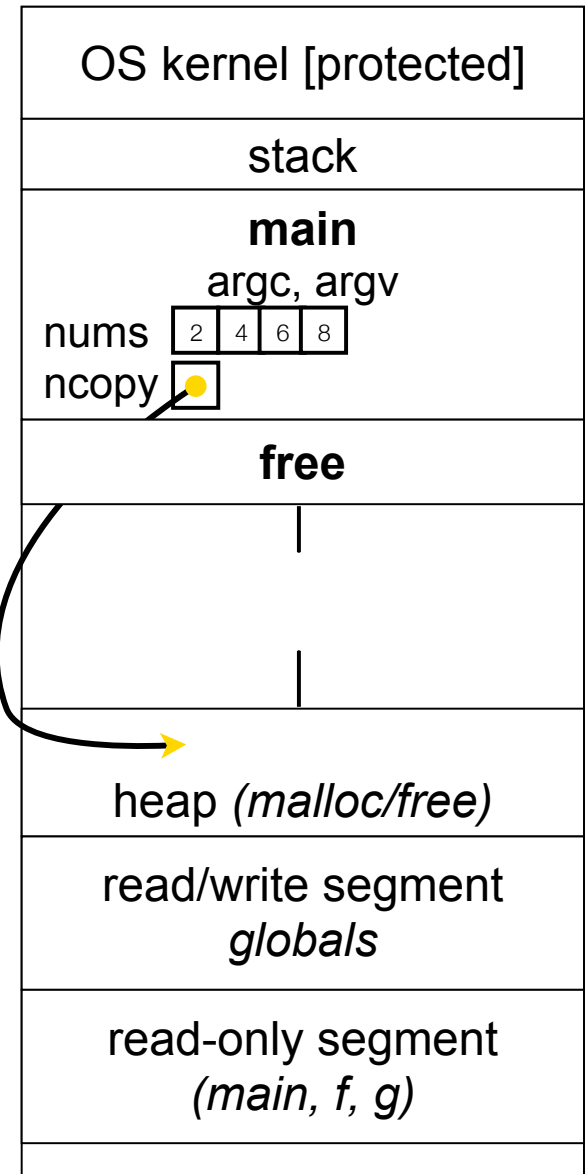 OS kernel [protected]
stack
main
argc, argv
nums 2 4 6 8
ncopy
free
heap (malloc/free)
read/write segment
globals
read-only segment
(main, f, g)